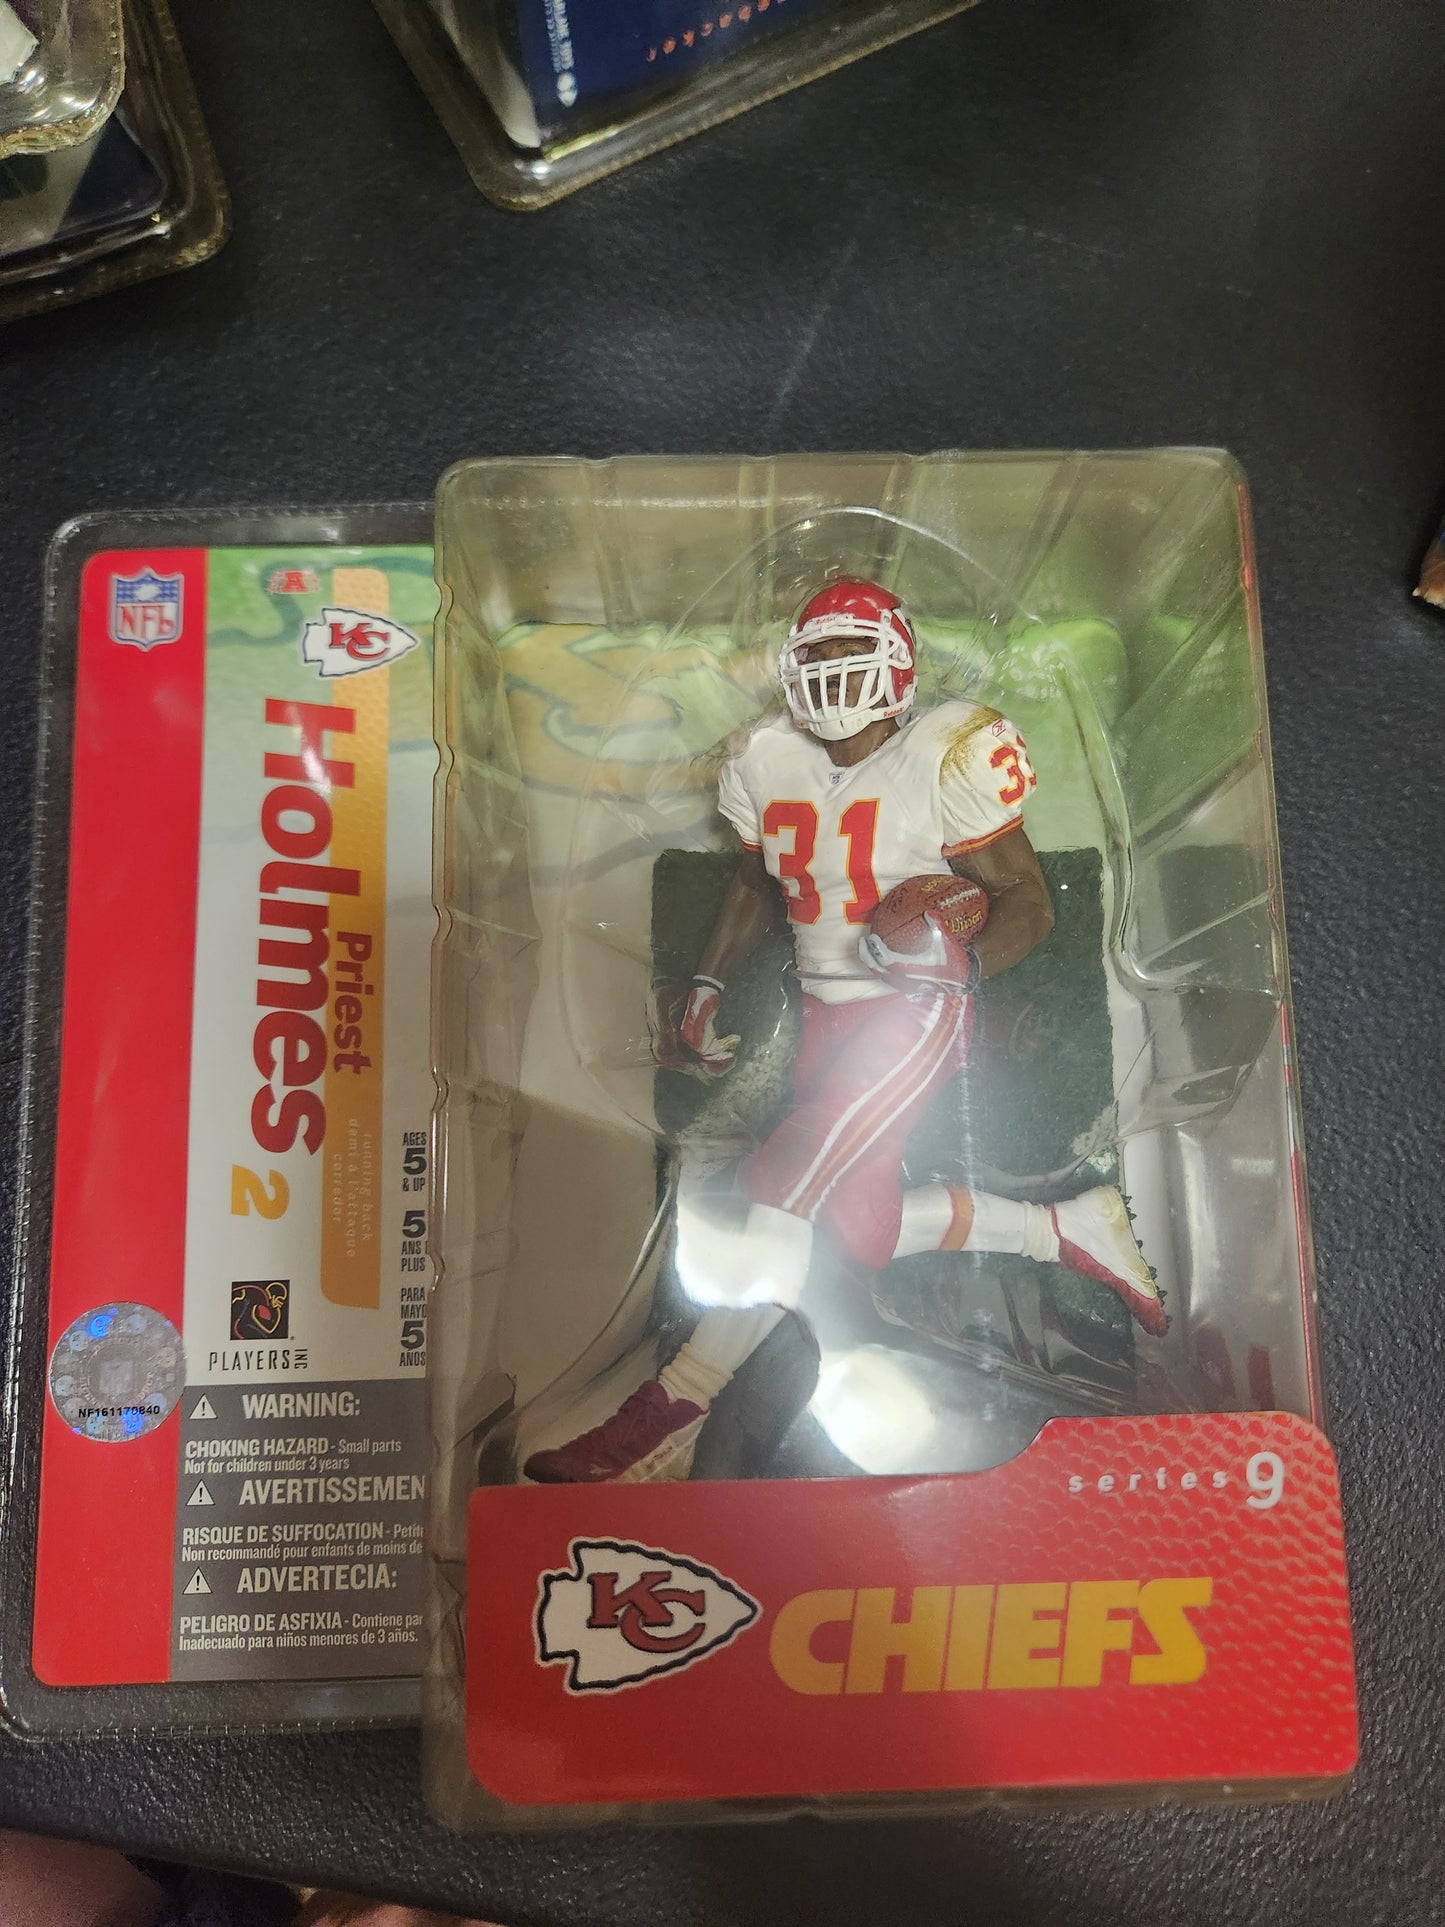 NFL
A
KC
Holmes 2
Priest
running back
demi à l'attaque
corredor
AGES
5
& UP
5
ANS
PLUS
PARA
MAYO
5
AÑOS
PLAYERS INC
NF161170840
WARNING:
CHOKING HAZARD - Small parts
Not for children under 3 years
AVERTISSEMEN
RISQUE DE SUFFOCATION - Petit
Non recommandé pour enfants de moins de
ADVERTECIA:
PELIGRO DE ASFIXIA - Contiene par
Inadecuado para niños menores de 3 años.
Riddell
31
3
Wilson
series 9
KC
CHIEFS